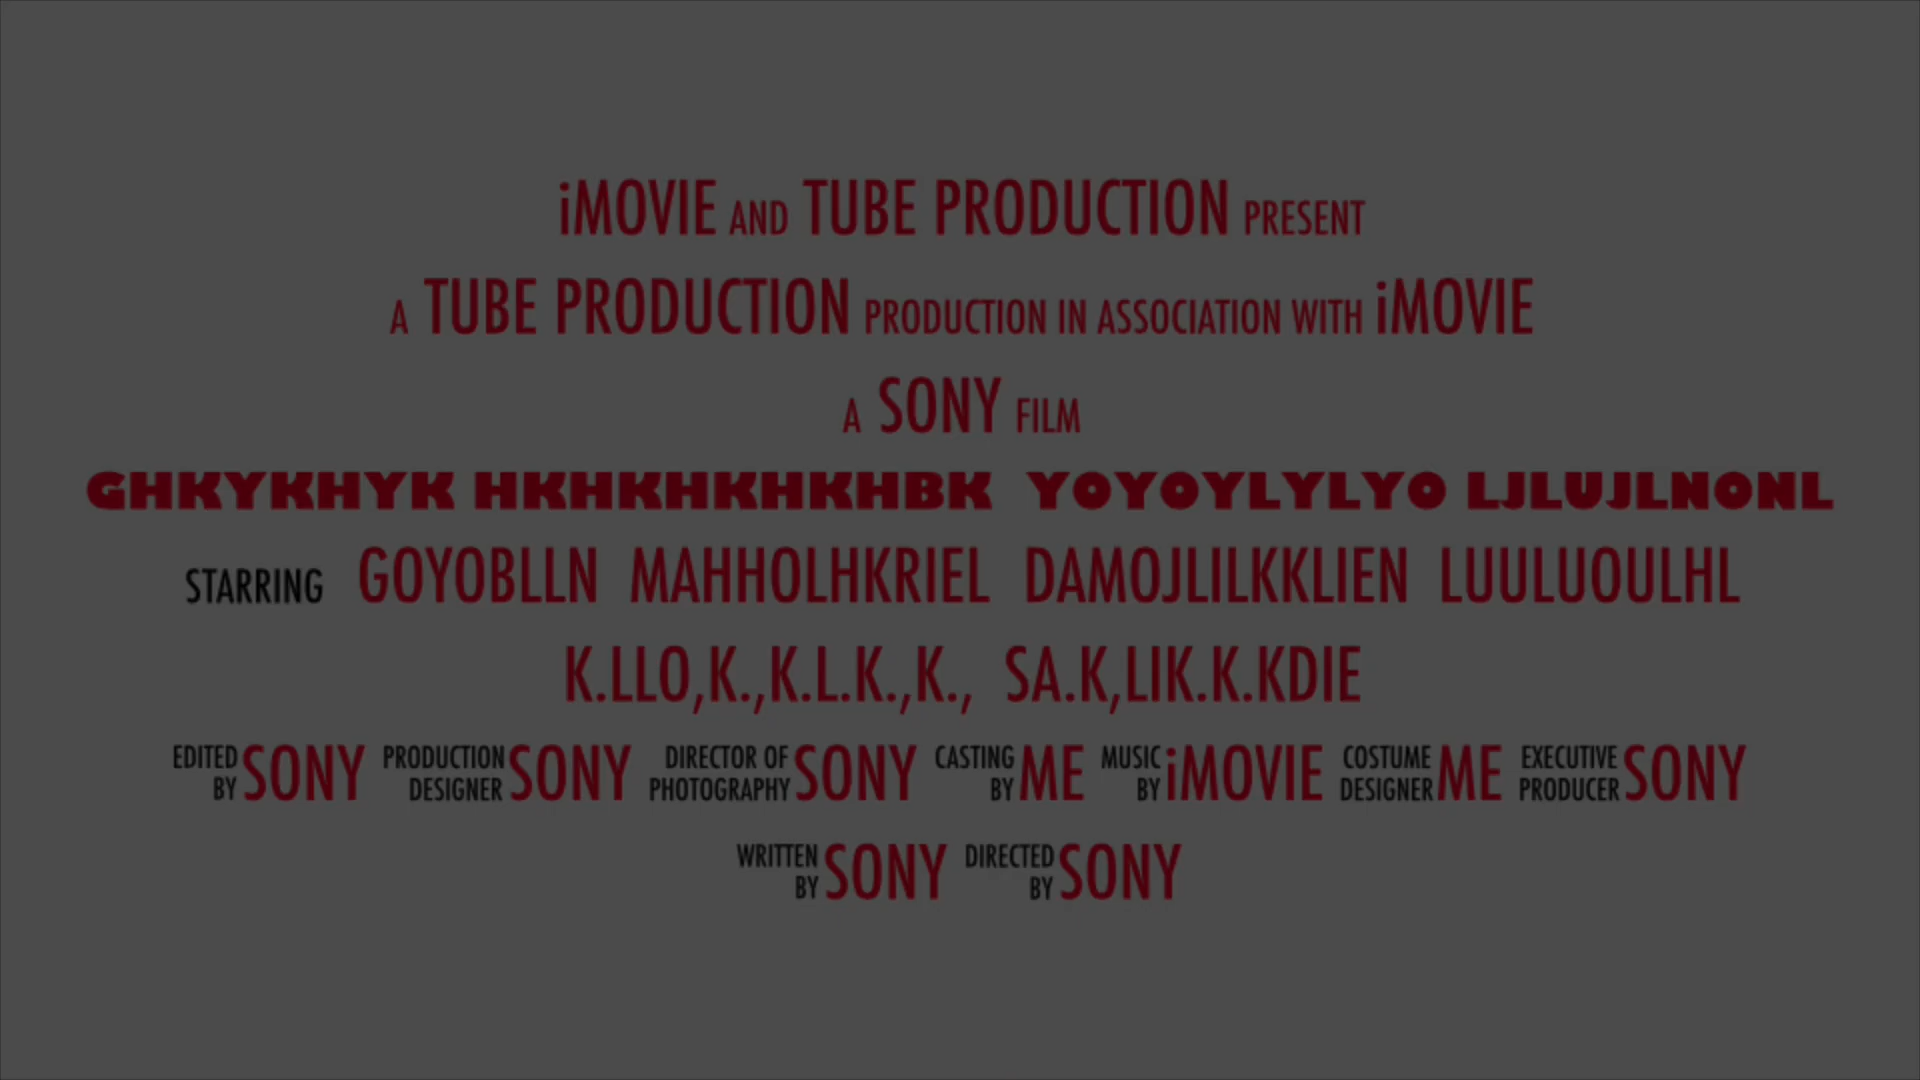 iMOVIE AND TUBE PRODUCTION PRESENT
A TUBE PRODUCTION PRODUCTION IN ASSOCIATION WITH iMOVIE
A SONY FILM
GHKYKHYK HKHKHKHKHBK YOYOYLYLYO LJLUJLNONL
STARRING GOYOBLLN MAHHOLHKRIEL DAMOJLILKKLIEN LUULUOULHL
K.LLO,K.,K.L.K.,K., SA.K,LIK.K.KDIE
EDITED BY SONY PRODUCTION DESIGNER SONY DIRECTOR OF PHOTOGRAPHY SONY CASTING BY ME MUSIC BY iMOVIE COSTUME DESIGNER ME EXECUTIVE PRODUCER SONY
WRITTEN BY SONY DIRECTED BY SONY